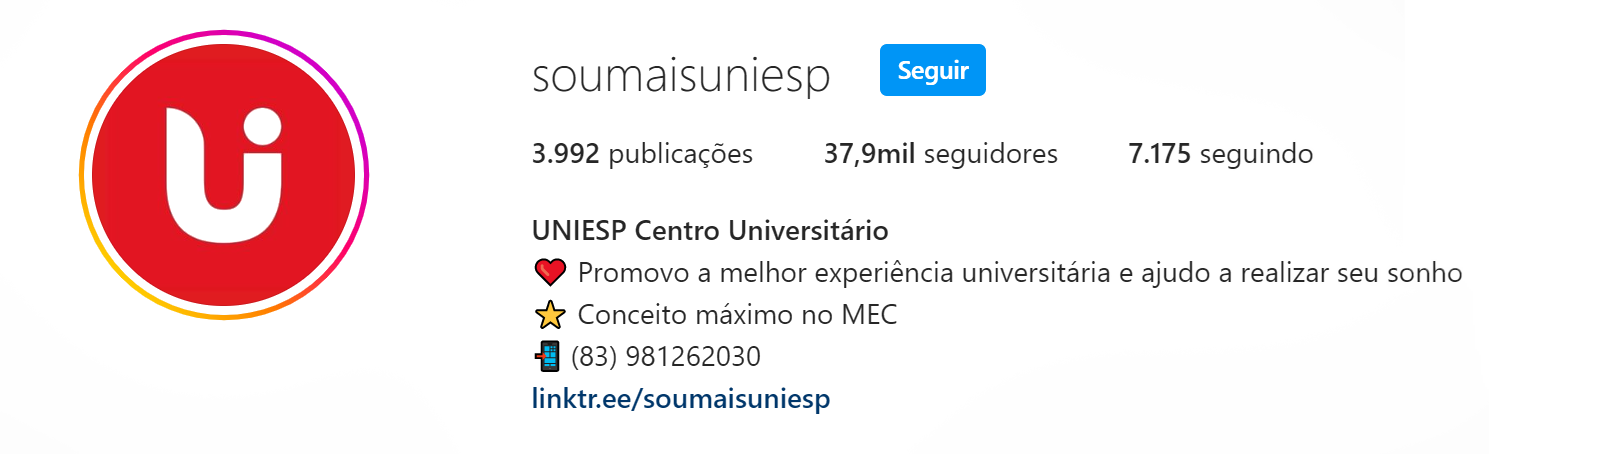 soumaisuniesp Seguir
3.992 publicações 37,9mil seguidores 7.175 seguindo
UNIESP Centro Universitário
❤️ Promovo a melhor experiência universitária e ajudo a realizar seu sonho
⭐ Conceito máximo no MEC
📲 (83) 981262030
linktr.ee/soumaisuniesp